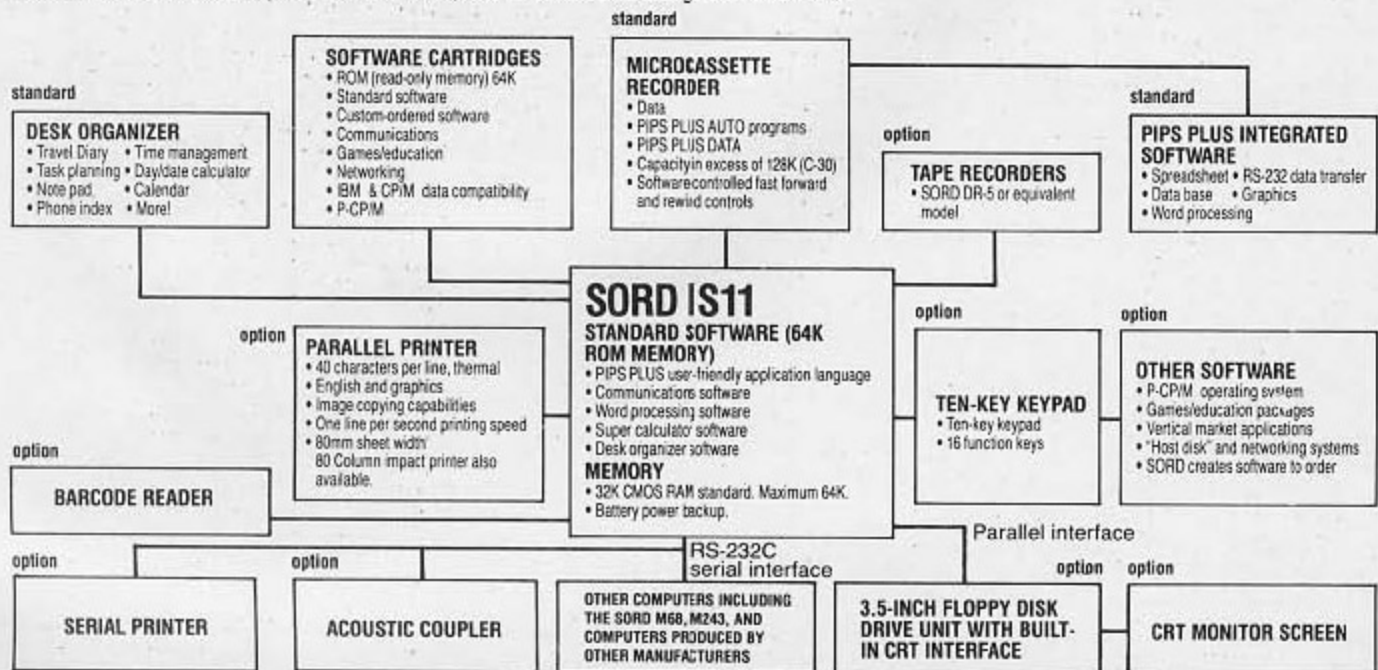 standard
DESK ORGANIZER
• Travel Diary • Time management
• Task planning • Day/date calculator
• Note pad • Calendar
• Phone index • More!
SOFTWARE CARTRIDGES
• ROM (read-only memory) 64K
• Standard software
• Custom-ordered software
• Communications
• Games/education
• Networking
• IBM & CP/M data compatibility
• P-CP/M
standard
MICROCASSETTE
RECORDER
• Data
• PIPS PLUS AUTO programs
• PIPS PLUS DATA
• Capacity in excess of 128K (C-30)
• Software controlled fast forward
and rewind controls
option
TAPE RECORDERS
• SORD DR-5 or equivalent
model
standard
PIPS PLUS INTEGRATED
SOFTWARE
• Spreadsheet • RS-232 data transfer
• Data base • Graphics
• Word processing
option
PARALLEL PRINTER
• 40 characters per line, thermal
• English and graphics
• Image copying capabilities
• One line per second printing speed
• 80mm sheet width
80 Column impact printer also
available.
SORD IS11
STANDARD SOFTWARE (64K
ROM MEMORY)
• PIPS PLUS user-friendly application language
• Communications software
• Word processing software
• Super calculator software
• Desk organizer software
MEMORY
• 32K CMOS RAM standard. Maximum 64K.
• Battery power backup.
option
TEN-KEY KEYPAD
• Ten-key keypad
• 16 function keys
option
OTHER SOFTWARE
• P-CP/M operating system
• Games/education packages
• Vertical market applications
• "Host disk" and networking systems
• SORD creates software to order
option
BARCODE READER
RS-232C
serial interface
Parallel interface
option
SERIAL PRINTER
option
ACOUSTIC COUPLER
OTHER COMPUTERS INCLUDING
THE SORD M68, M243, AND
COMPUTERS PRODUCED BY
OTHER MANUFACTURERS
option
3.5-INCH FLOPPY DISK
DRIVE UNIT WITH BUILT-
IN CRT INTERFACE
option
CRT MONITOR SCREEN